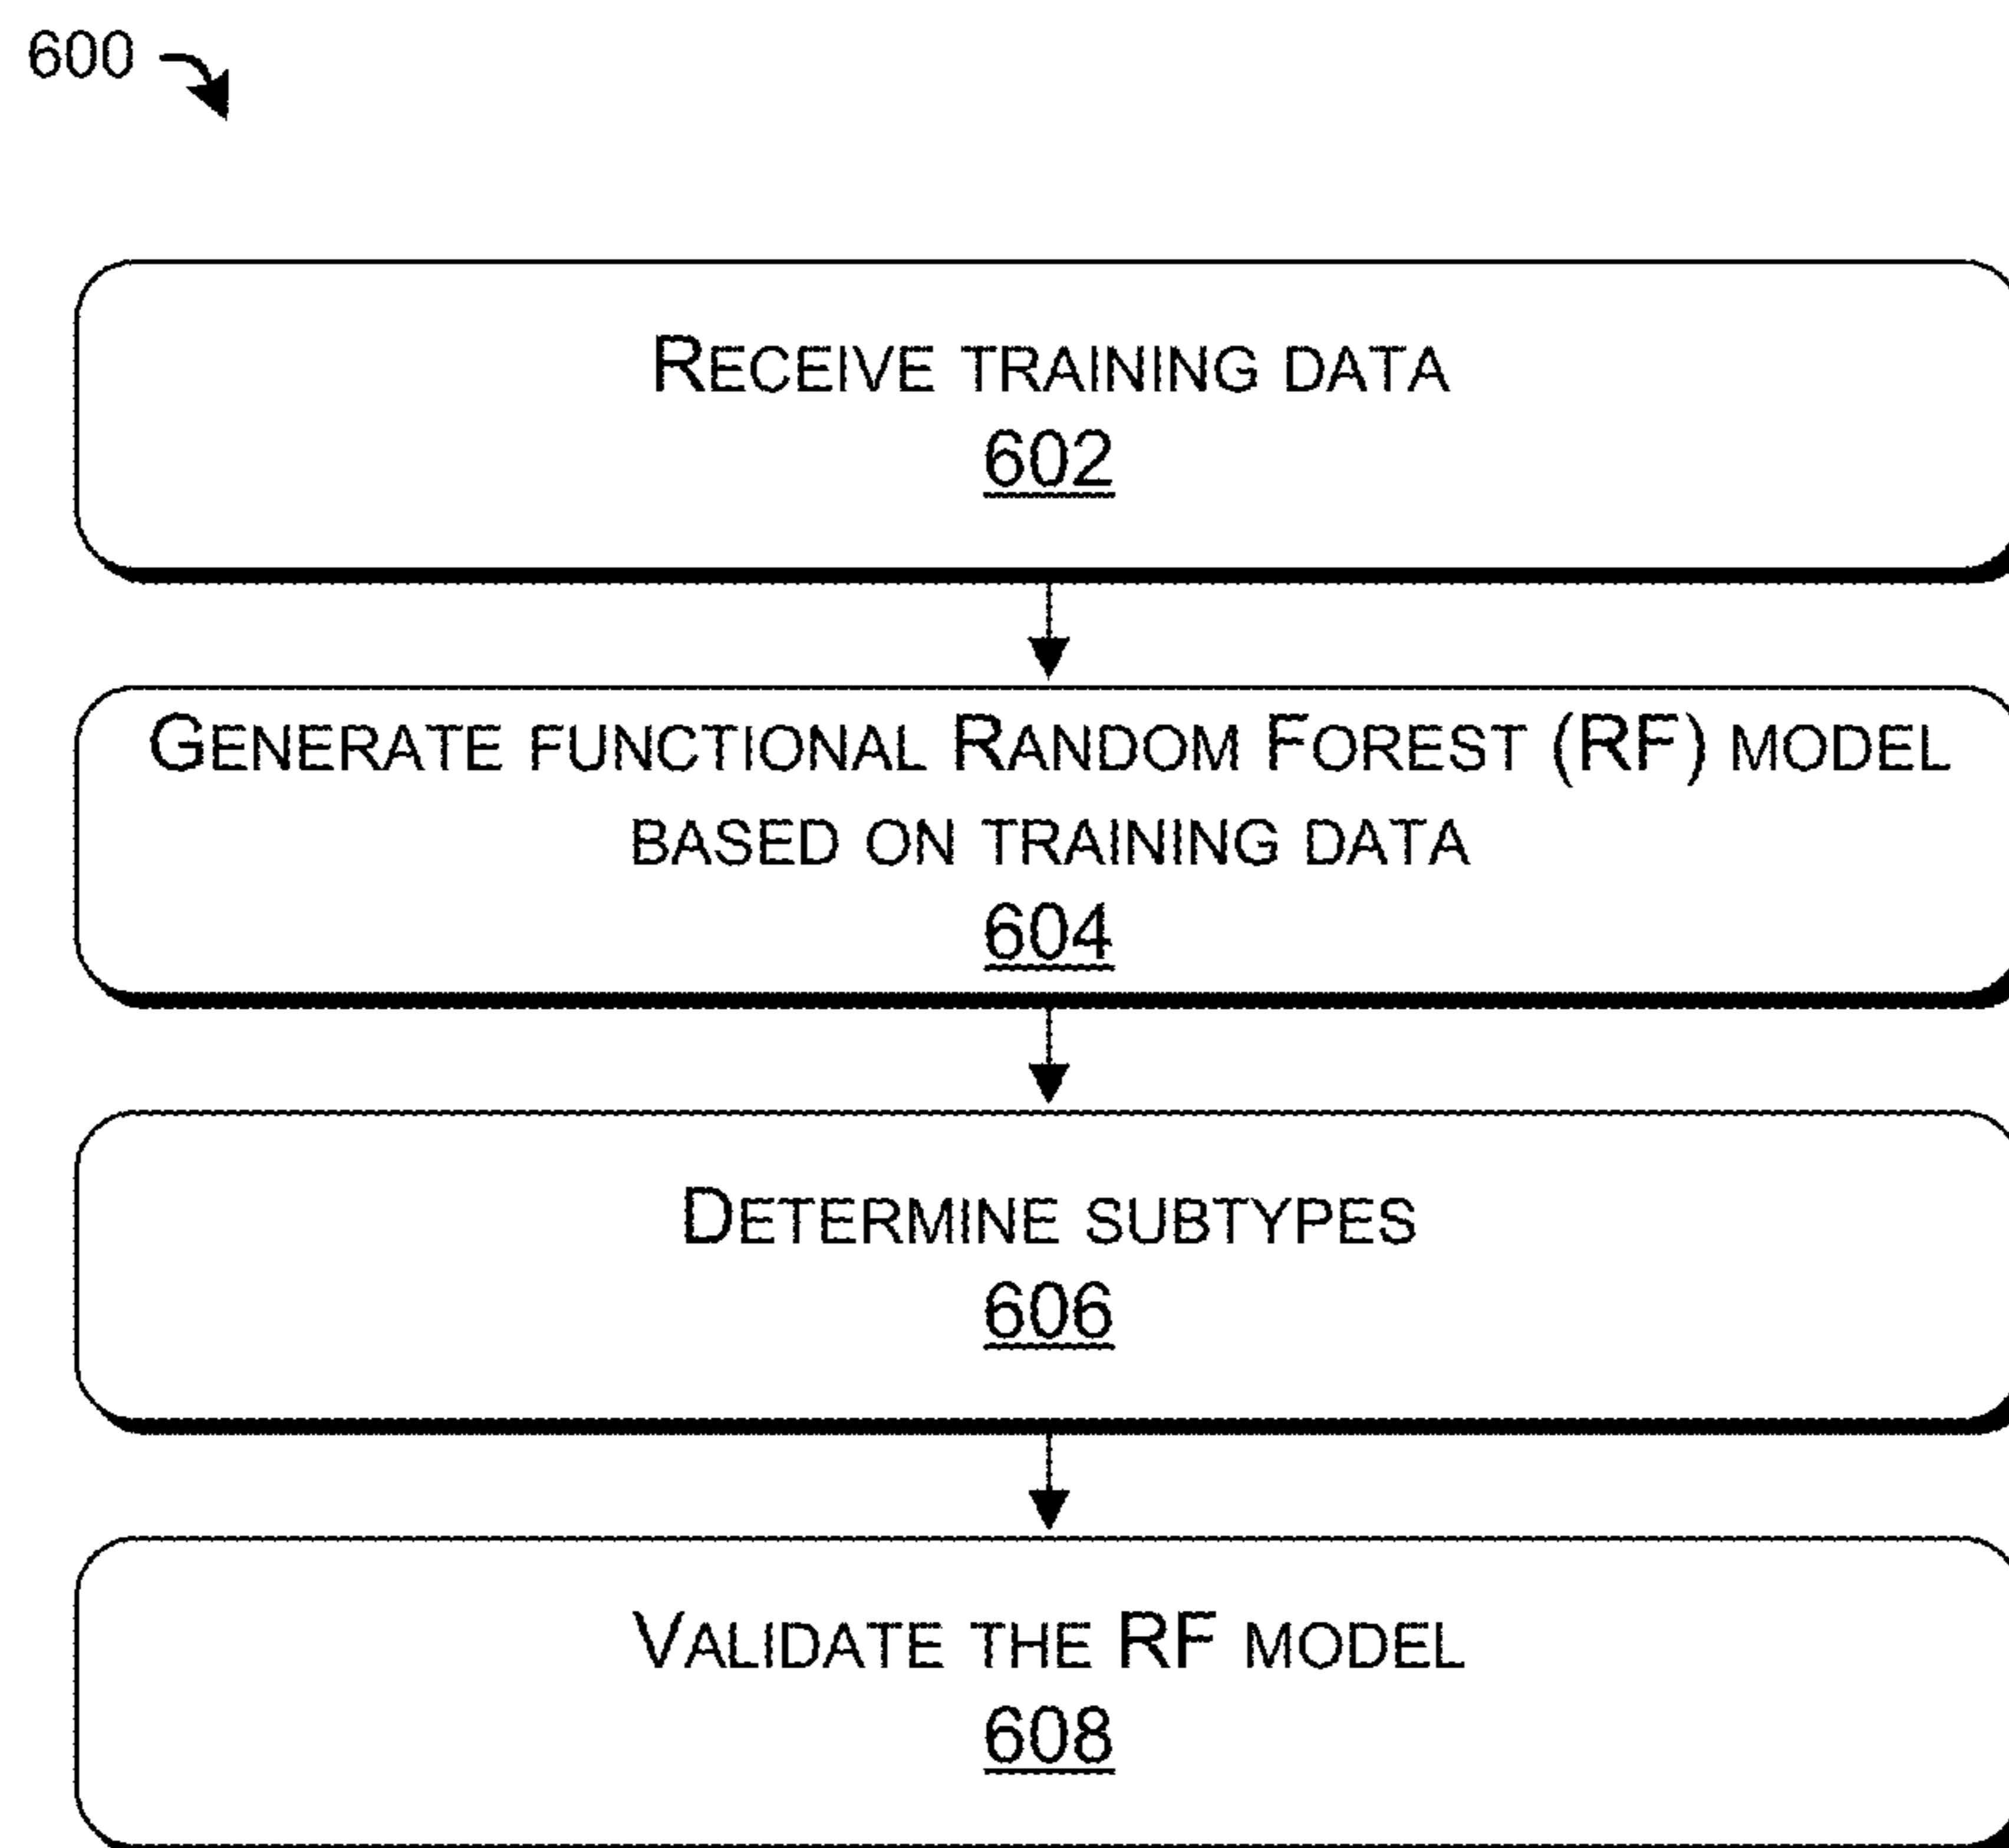 600
Receive training data
602
Generate functional Random Forest (RF) model
based on training data
604
Determine subtypes
606
Validate the RF model
608